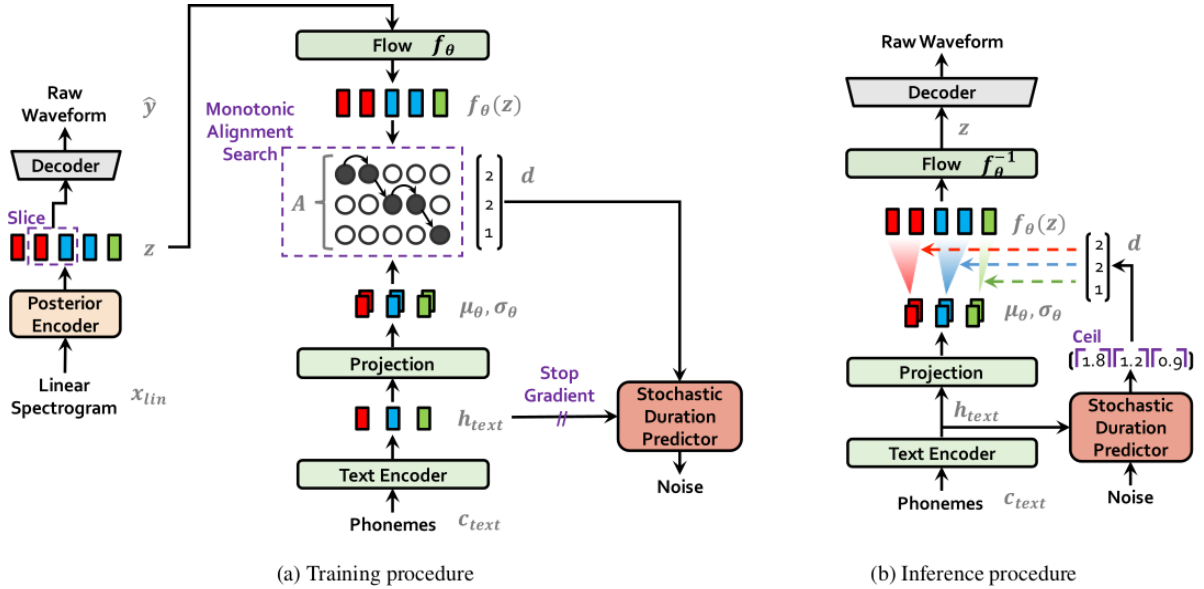 Flow f_θ
Raw
Waveform
ŷ
Decoder
Slice
z
Posterior
Encoder
Linear
Spectrogram
x_lin
Monotonic
Alignment
Search
f_θ(z)
A
2
2
1
d
μ_θ, σ_θ
Projection
h_text
Stop
Gradient
//
Stochastic
Duration
Predictor
Noise
Text Encoder
Phonemes
c_text
(a) Training procedure
Raw Waveform
Decoder
z
Flow f_θ^{-1}
f_θ(z)
2
2
1
d
μ_θ, σ_θ
Ceil
1.8 1.2 0.9
Projection
h_text
Stochastic
Duration
Predictor
Text Encoder
Phonemes
c_text
Noise
(b) Inference procedure